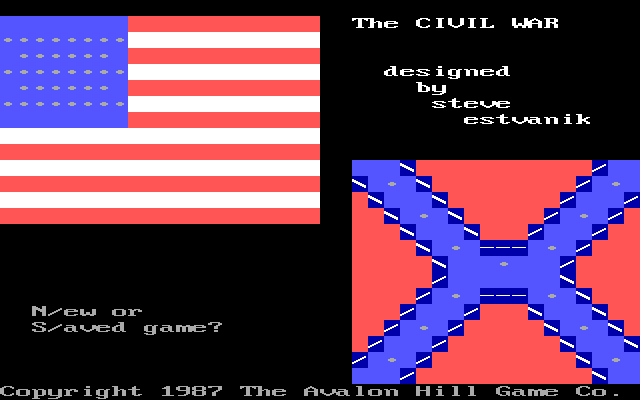 The CIVIL WAR
designed
by
steve
estvanik
N/ew or
S/aved game?
Copyright 1987 The Avalon Hill Game Co.